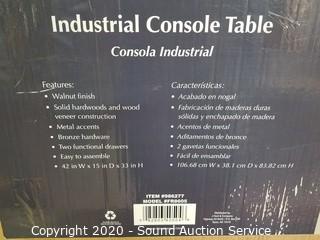 Industrial Console Table
Consola Industrial
Features:
• Walnut finish
• Solid hardwoods and wood
veneer construction
• Metal accents
• Bronze hardware
• Two functional drawers
• Easy to assemble
• 42 in W x 15 in D x 33 in H
Características:
• Acabado en nogal
• Fabricación de maderas duras
sólidas y enchapado de madera
• Acentos de metal
• Aditamentos de bronce
• 2 gavetas funcionales
• Fácil de ensamblar
• 106.68 cm W x 38.1 cm D x 83.82 cm H
ITEM #986277
MODEL #FR8605
Copyright 2020 - Sound Auction Service